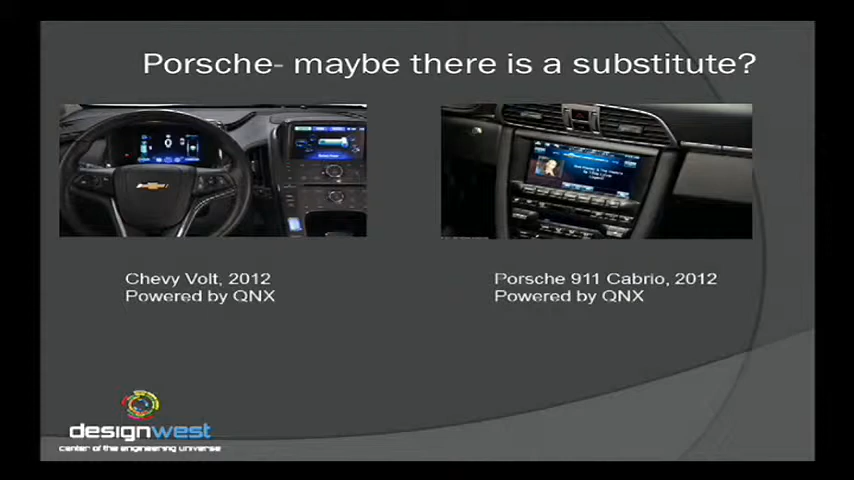 Porsche- maybe there is a substitute?
Chevy Volt, 2012
Powered by QNX
Porsche 911 Cabrio, 2012
Powered by QNX
designwest
center of the engineering universe